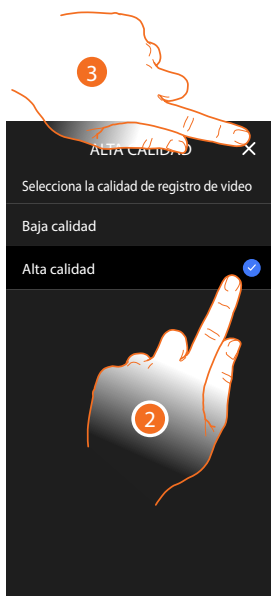 3
ALTA CALIDAD
Selecciona la calidad de registro de video
Baja calidad
Alta calidad
2